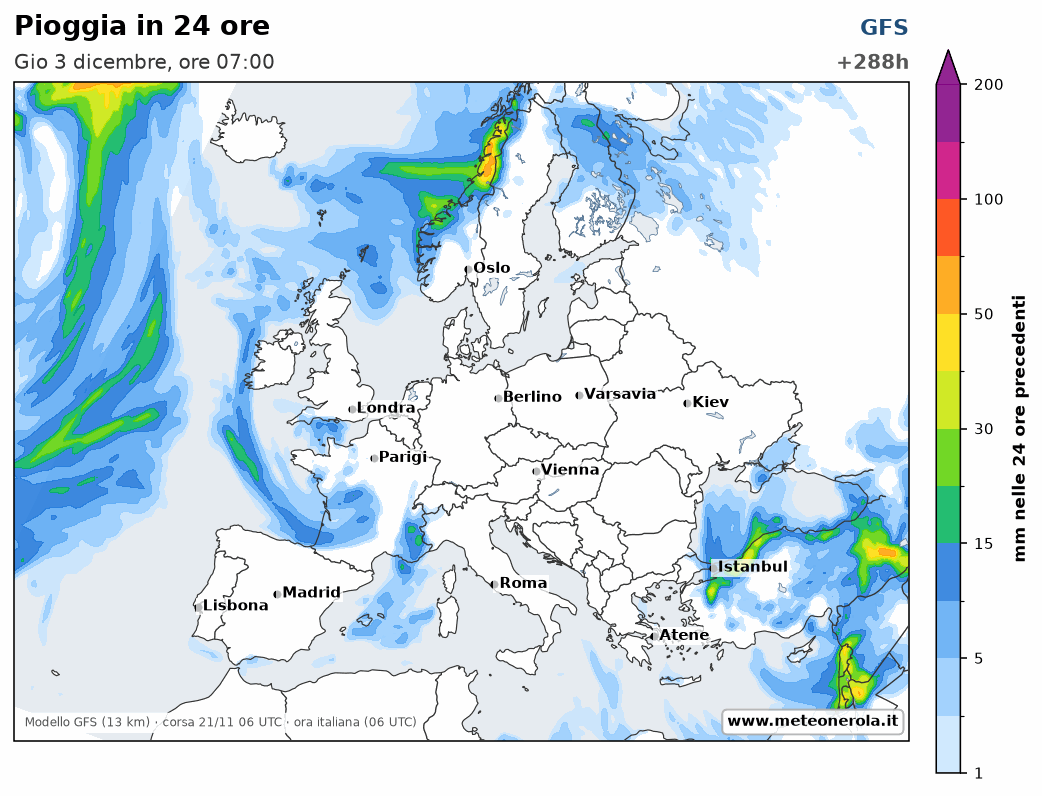 Pioggia in 24 ore
GFS
Gio 3 dicembre, ore 07:00
+288h
200
100
50
30
15
5
1
mm nelle 24 ore precedenti
Oslo
Berlino
Varsavia
Kiev
Londra
Parigi
Vienna
Istanbul
Roma
Madrid
Lisbona
Atene
Modello GFS (13 km) · corsa 21/11 06 UTC · ora italiana (06 UTC)
www.meteonerola.it